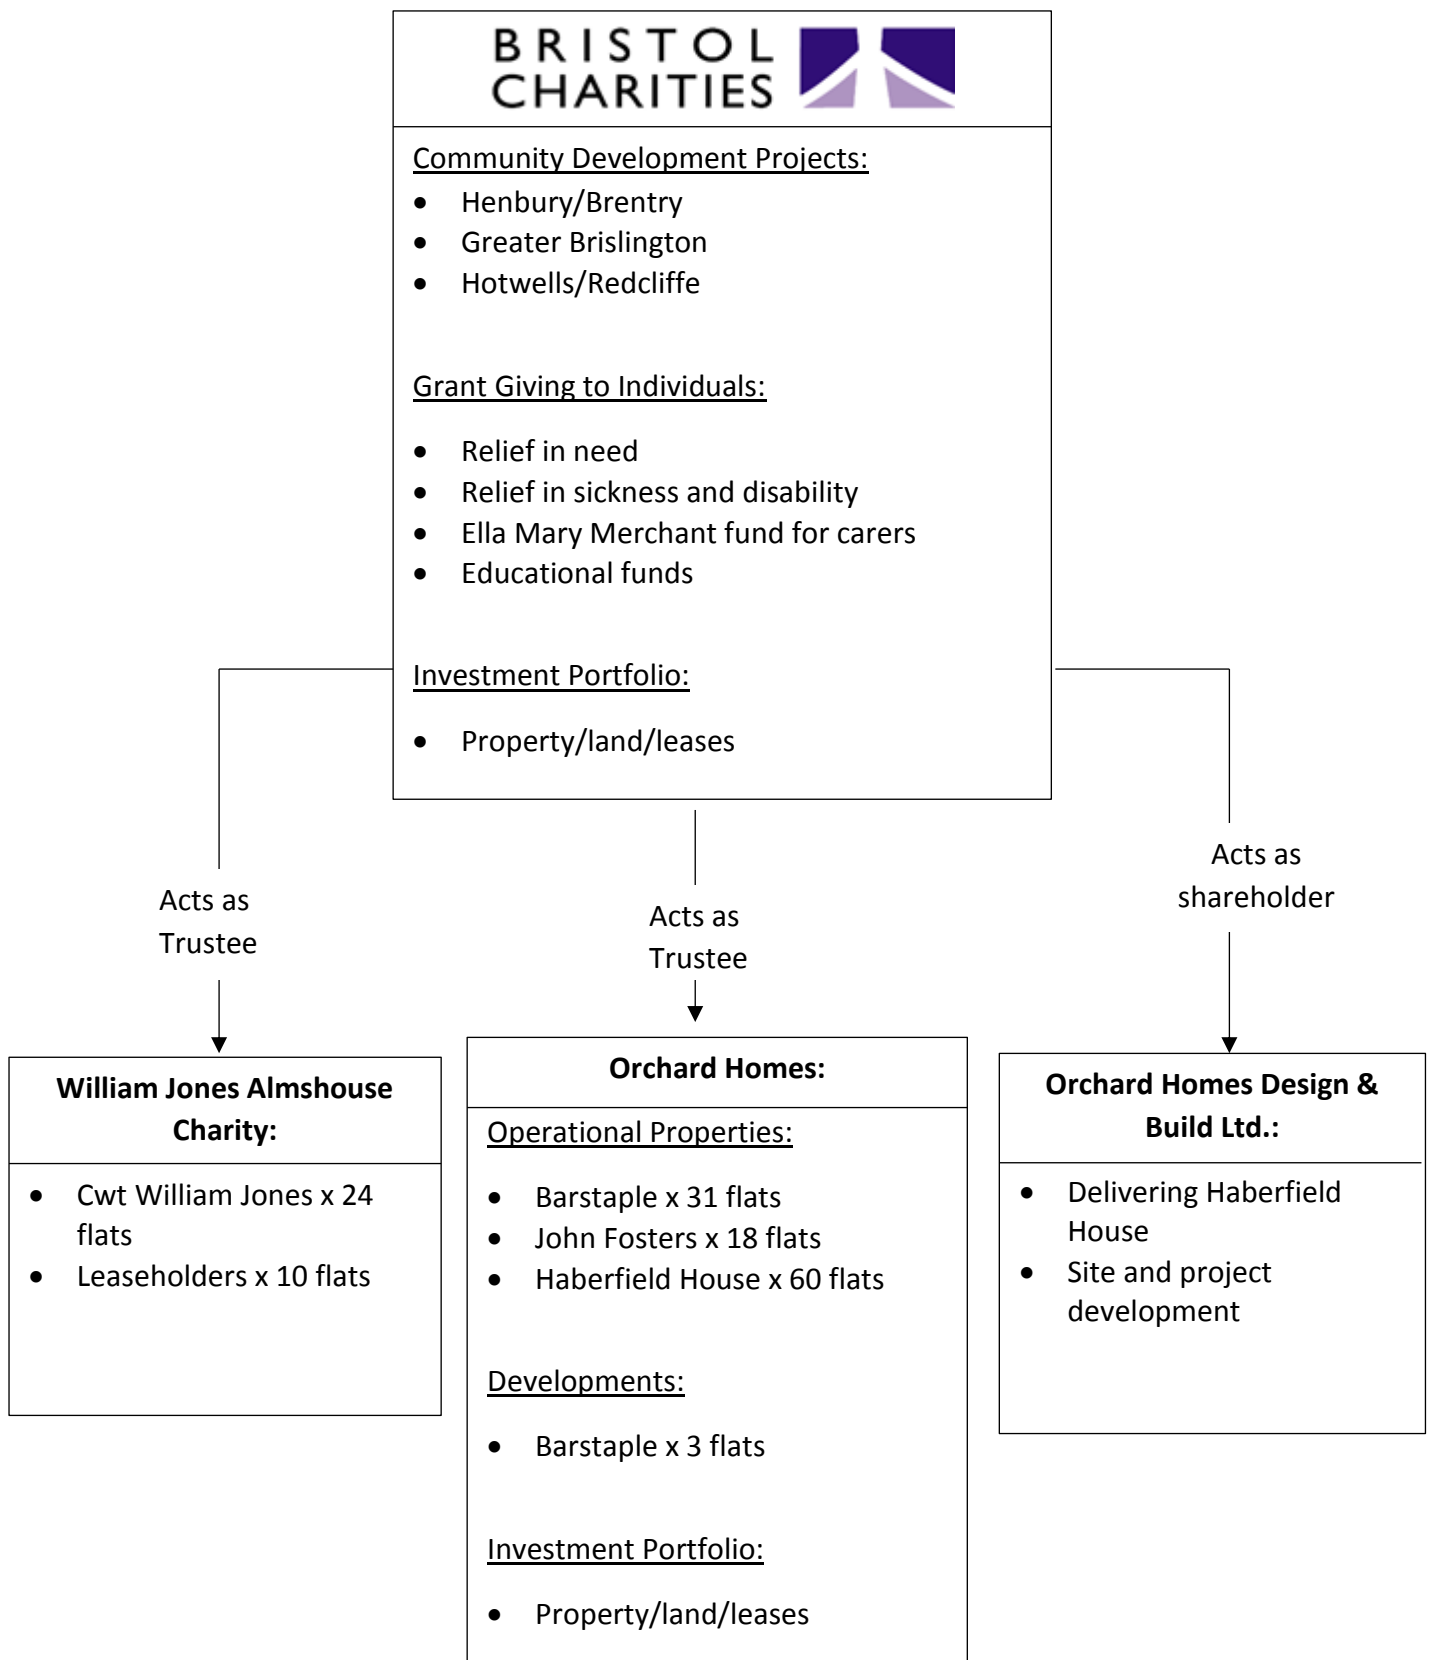 BRISTOL
CHARITIES
Community Development Projects:
• Henbury/Brentry
• Greater Brislington
• Hotwells/Redcliffe
Grant Giving to Individuals:
• Relief in need
• Relief in sickness and disability
• Ella Mary Merchant fund for carers
• Educational funds
Investment Portfolio:
• Property/land/leases
Acts as
Trustee
Acts as
Trustee
Acts as
shareholder
William Jones Almshouse
Charity:
• Cwt William Jones x 24
flats
• Leaseholders x 10 flats
Orchard Homes:
Operational Properties:
• Barstaple x 31 flats
• John Fosters x 18 flats
• Haberfield House x 60 flats
Developments:
• Barstaple x 3 flats
Investment Portfolio:
• Property/land/leases
Orchard Homes Design &
Build Ltd.:
• Delivering Haberfield
House
• Site and project
development